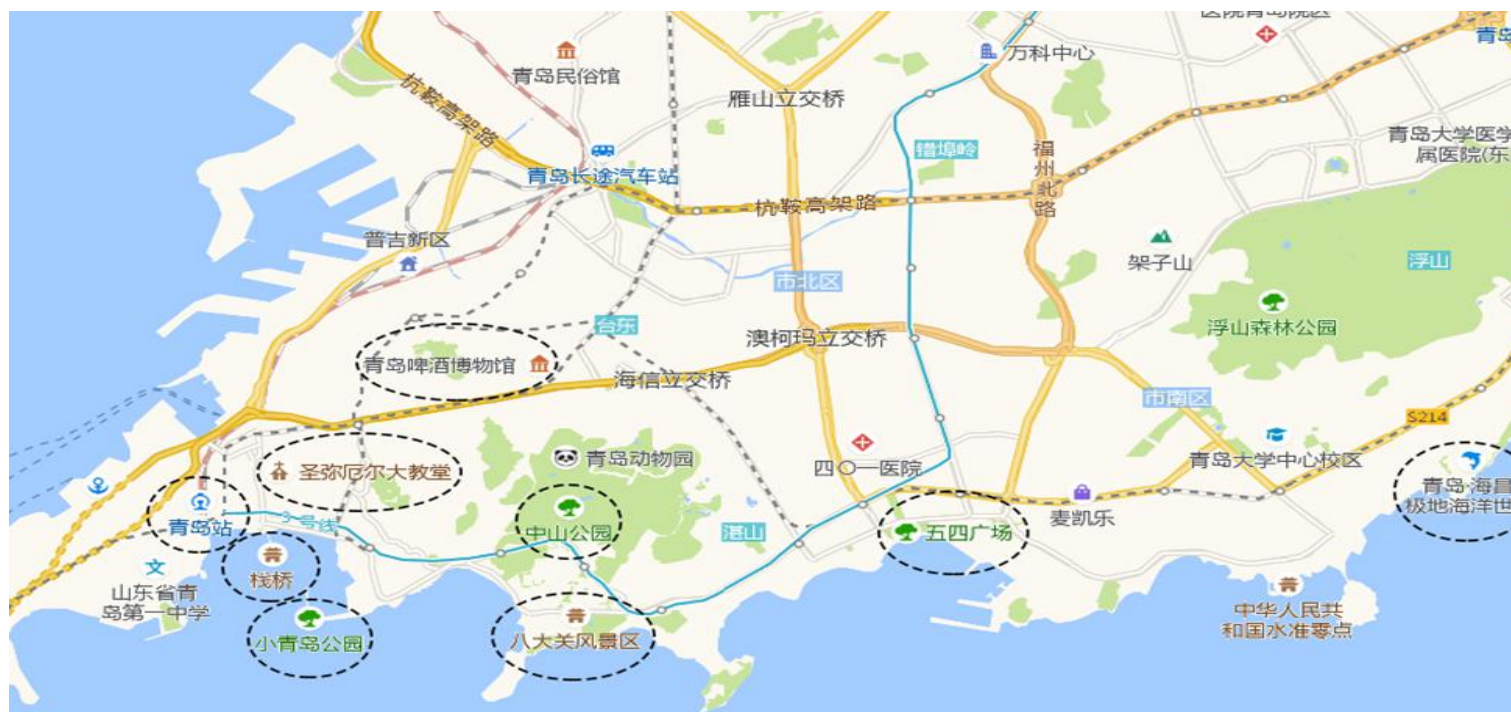 医院青岛院区
青岛
万科中心
青岛民俗馆
杭鞍高架路
雁山立交桥
错埠岭
福州北路
青岛大学医学
属医院(东
青岛长途汽车站
杭鞍高架路
普吉新区
架子山
浮山
市北区
浮山森林公园
台东
澳柯玛立交桥
青岛啤酒博物馆
海信立交桥
市南区
S214
圣弥厄尔大教堂
青岛动物园
四〇一医院
青岛大学中心校区
青岛·海昌
极地海洋世
麦凯乐
青岛站
3号线
中山公园
湛山
五四广场
栈桥
山东省青
岛第一中学
小青岛公园
八大关风景区
中华人民共
和国水准零点